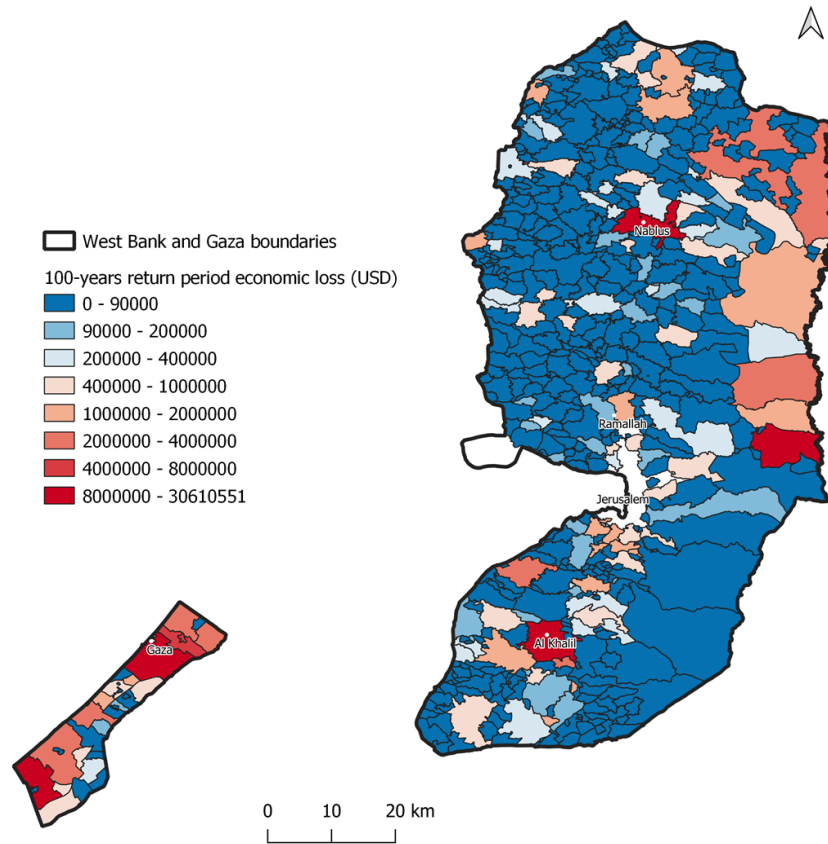 West Bank and Gaza boundaries
100-years return period economic loss (USD)
0 - 90000
90000 - 200000
200000 - 400000
400000 - 1000000
1000000 - 2000000
2000000 - 4000000
4000000 - 8000000
8000000 - 30610551
Nablus
Ramallah
Jerusalem
Al Khalil
Gaza
0 10 20 km